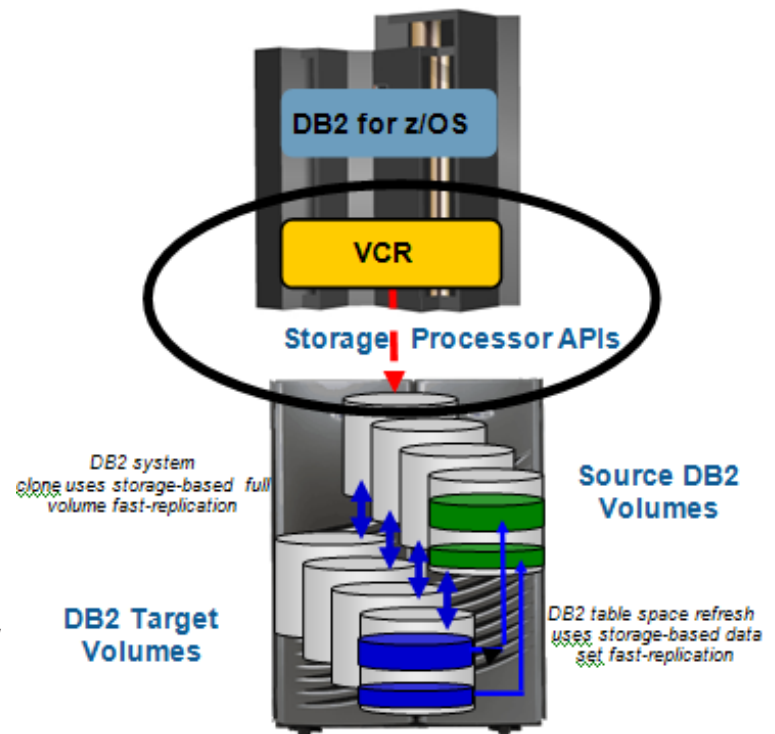 DB2 for z/OS
VCR
Storage Processor APIs
DB2 system
clone uses storage-based full
volume fast-replication
Source DB2
Volumes
DB2 Target
Volumes
DB2 table space refresh
uses storage-based data
set fast-replication